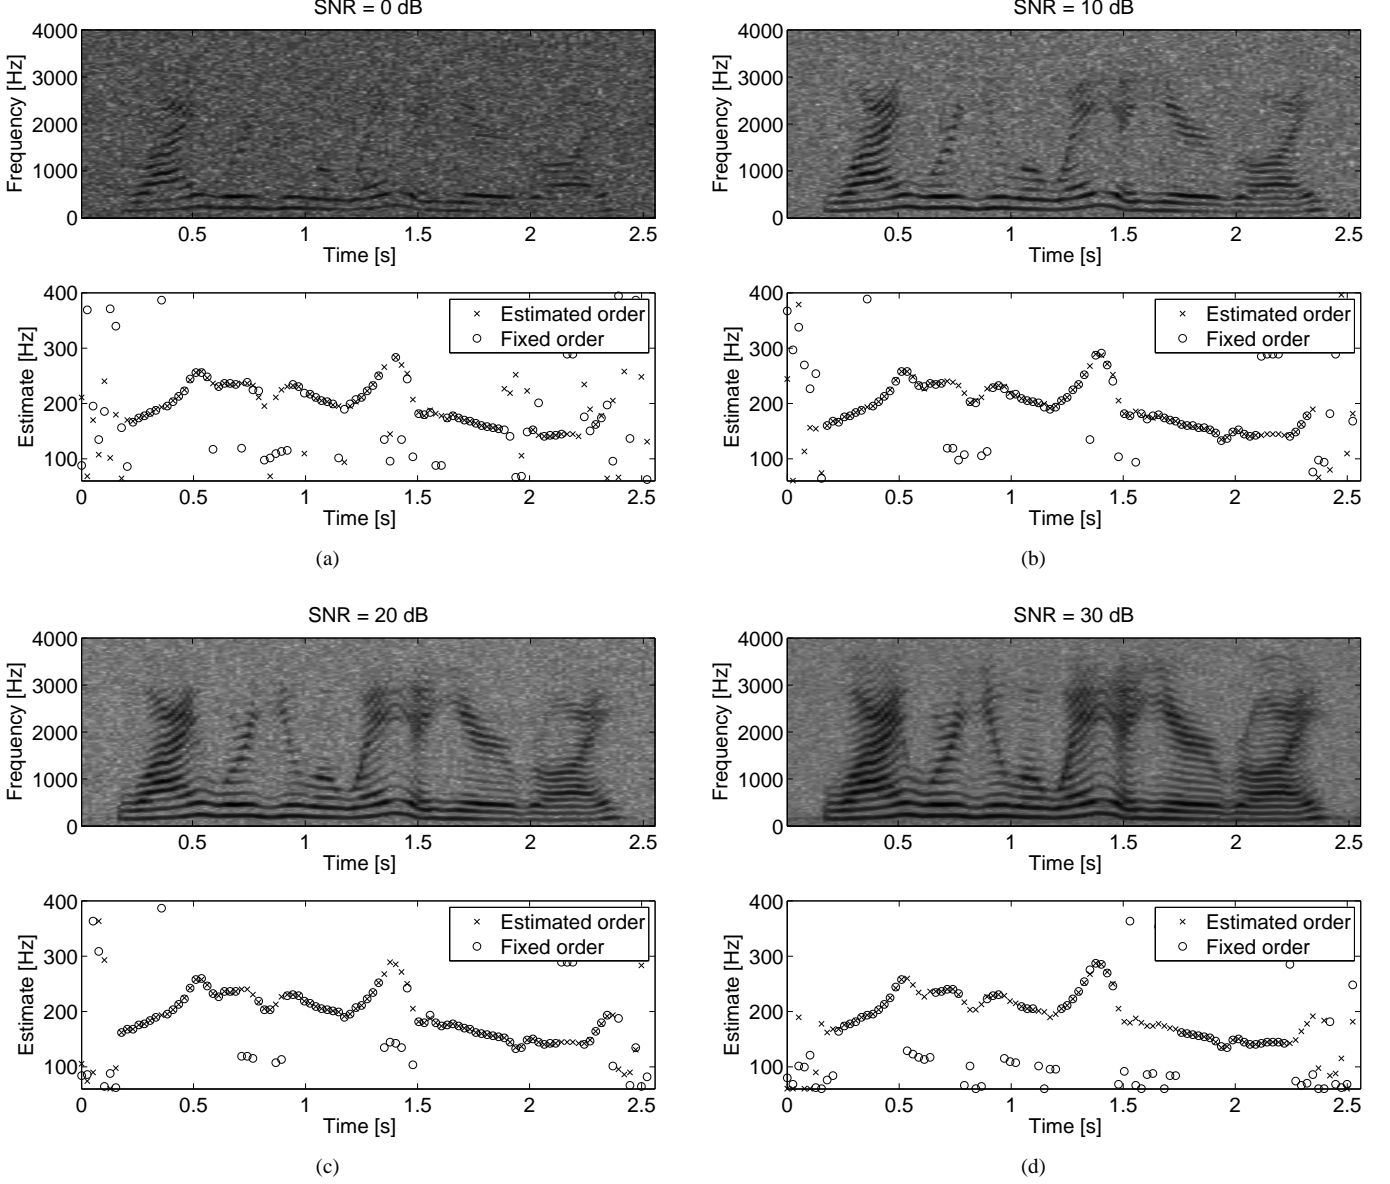 SNR = 0 dB
4000
3000
2000
1000
0
Frequency [Hz]
0.5
1
1.5
2
2.5
Time [s]
400
300
200
100
Estimate [Hz]
Estimated order
Fixed order
0
0.5
1
1.5
2
2.5
Time [s]
(a)
SNR = 10 dB
4000
3000
2000
1000
0
Frequency [Hz]
0.5
1
1.5
2
2.5
Time [s]
400
300
200
100
Estimate [Hz]
Estimated order
Fixed order
0
0.5
1
1.5
2
2.5
Time [s]
(b)
SNR = 20 dB
4000
3000
2000
1000
0
Frequency [Hz]
0.5
1
1.5
2
2.5
Time [s]
400
300
200
100
Estimate [Hz]
Estimated order
Fixed order
0
0.5
1
1.5
2
2.5
Time [s]
(c)
SNR = 30 dB
4000
3000
2000
1000
0
Frequency [Hz]
0.5
1
1.5
2
2.5
Time [s]
400
300
200
100
Estimate [Hz]
Estimated order
Fixed order
0
0.5
1
1.5
2
2.5
Time [s]
(d)